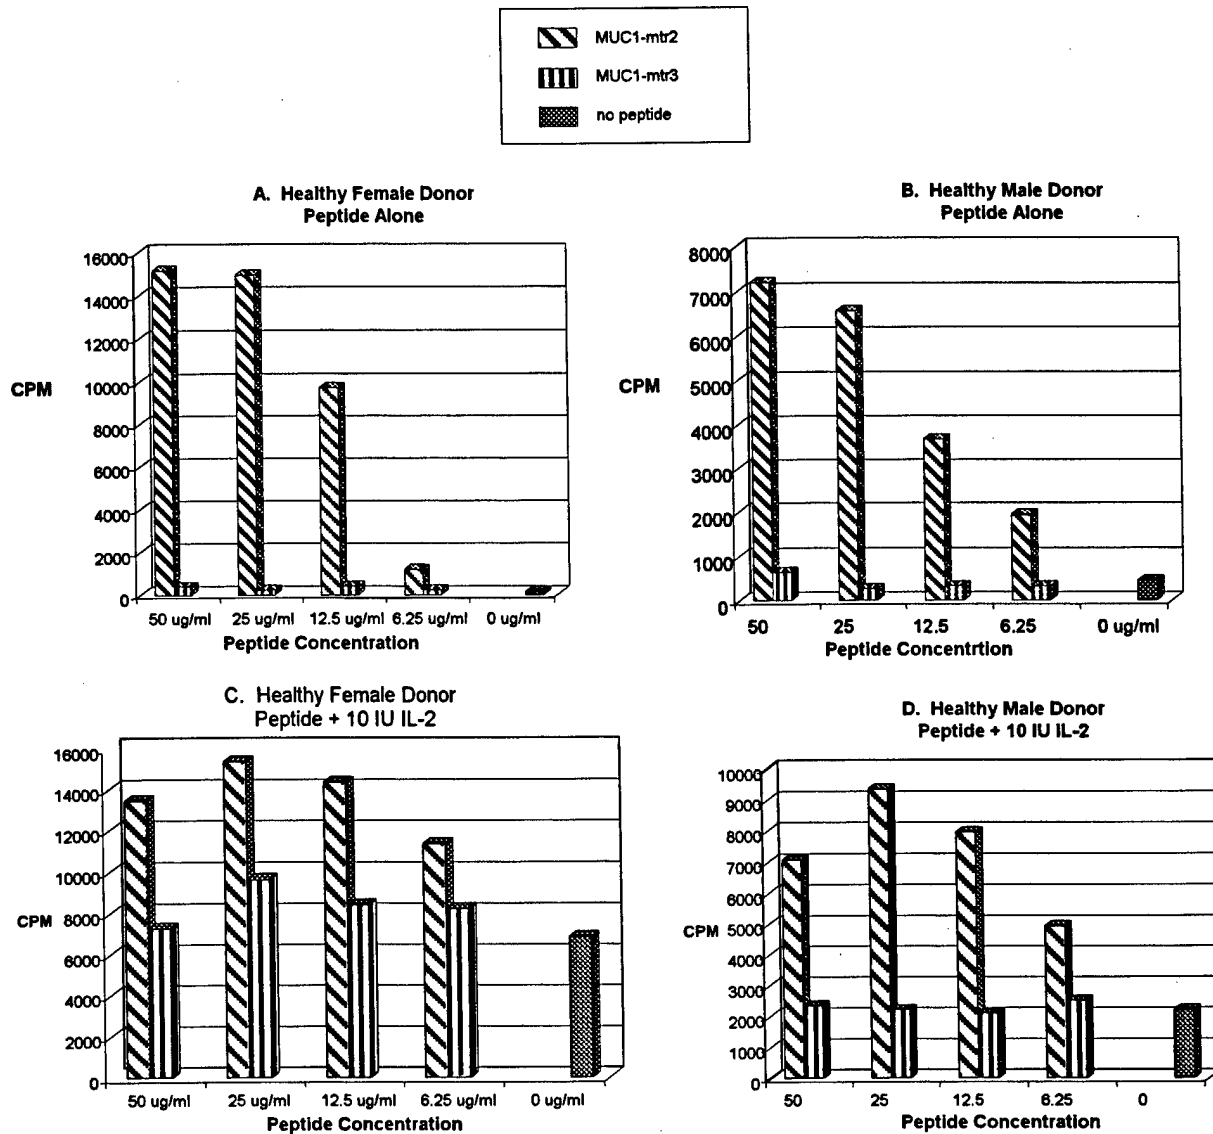 MUC1-mtr2
MUC1-mtr3
no peptide
A. Healthy Female Donor
Peptide Alone
16000
14000
12000
10000
8000
6000
4000
2000
0
CPM
50 ug/ml 25 ug/ml 12.5 ug/ml 6.25 ug/ml 0 ug/ml
Peptide Concentration
B. Healthy Male Donor
Peptide Alone
8000
7000
6000
5000
4000
3000
2000
1000
0
CPM
50 25 12.5 6.25 0 ug/ml
Peptide Concentrtion
C. Healthy Female Donor
Peptide + 10 IU IL-2
16000
14000
12000
10000
8000
6000
4000
2000
0
CPM
50 ug/ml 25 ug/ml 12.5 ug/ml 6.25 ug/ml 0 ug/ml
Peptide Concentration
D. Healthy Male Donor
Peptide + 10 IU IL-2
10000
9000
8000
7000
6000
5000
4000
3000
2000
1000
0
CPM
50 25 12.5 6.25 0
Peptide Concentration